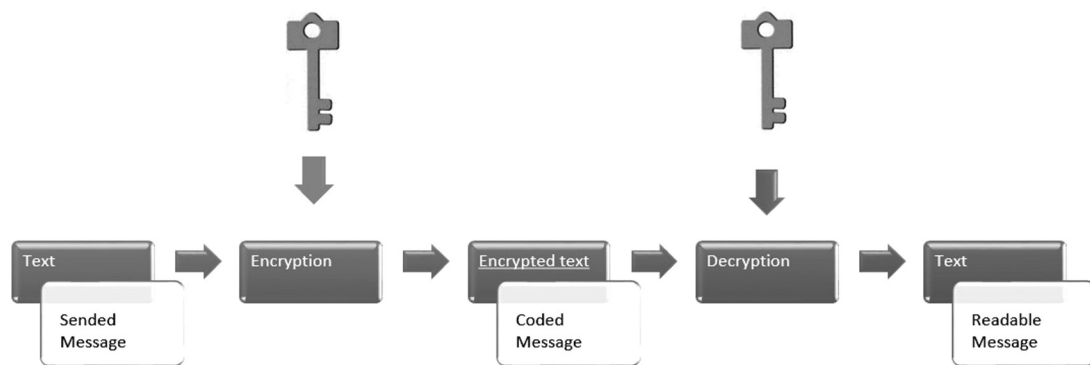 Text
Sended
Message
Encryption
Encrypted text
Coded
Message
Decryption
Text
Readable
Message